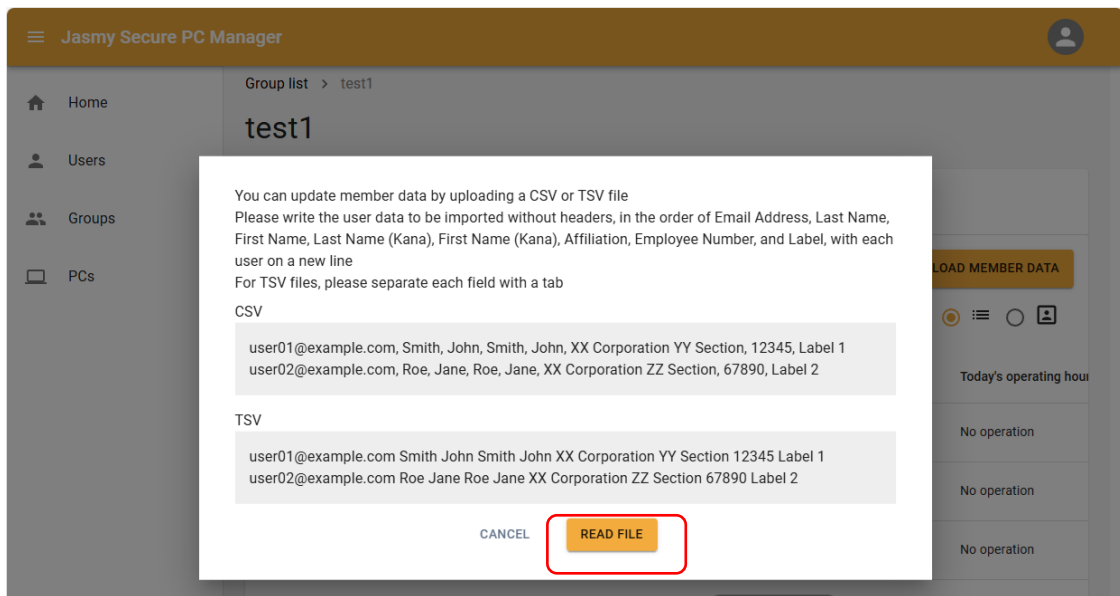 Jasmy Secure PC Manager
Home
Users
Groups
PCs
Group list > test1
test1
LOAD MEMBER DATA
Today's operating hour
No operation
No operation
No operation
You can update member data by uploading a CSV or TSV file
Please write the user data to be imported without headers, in the order of Email Address, Last Name,
First Name, Last Name (Kana), First Name (Kana), Affiliation, Employee Number, and Label, with each
user on a new line
For TSV files, please separate each field with a tab
CSV
user01@example.com, Smith, John, Smith, John, XX Corporation YY Section, 12345, Label 1
user02@example.com, Roe, Jane, Roe, Jane, XX Corporation ZZ Section, 67890, Label 2
TSV
user01@example.com Smith John Smith John XX Corporation YY Section 12345 Label 1
user02@example.com Roe Jane Roe Jane XX Corporation ZZ Section 67890 Label 2
CANCEL
READ FILE